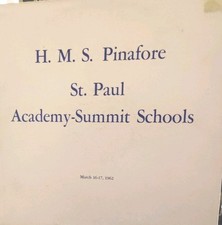 H. M. S. Pinafore
St. Paul
Academy-Summit Schools
March